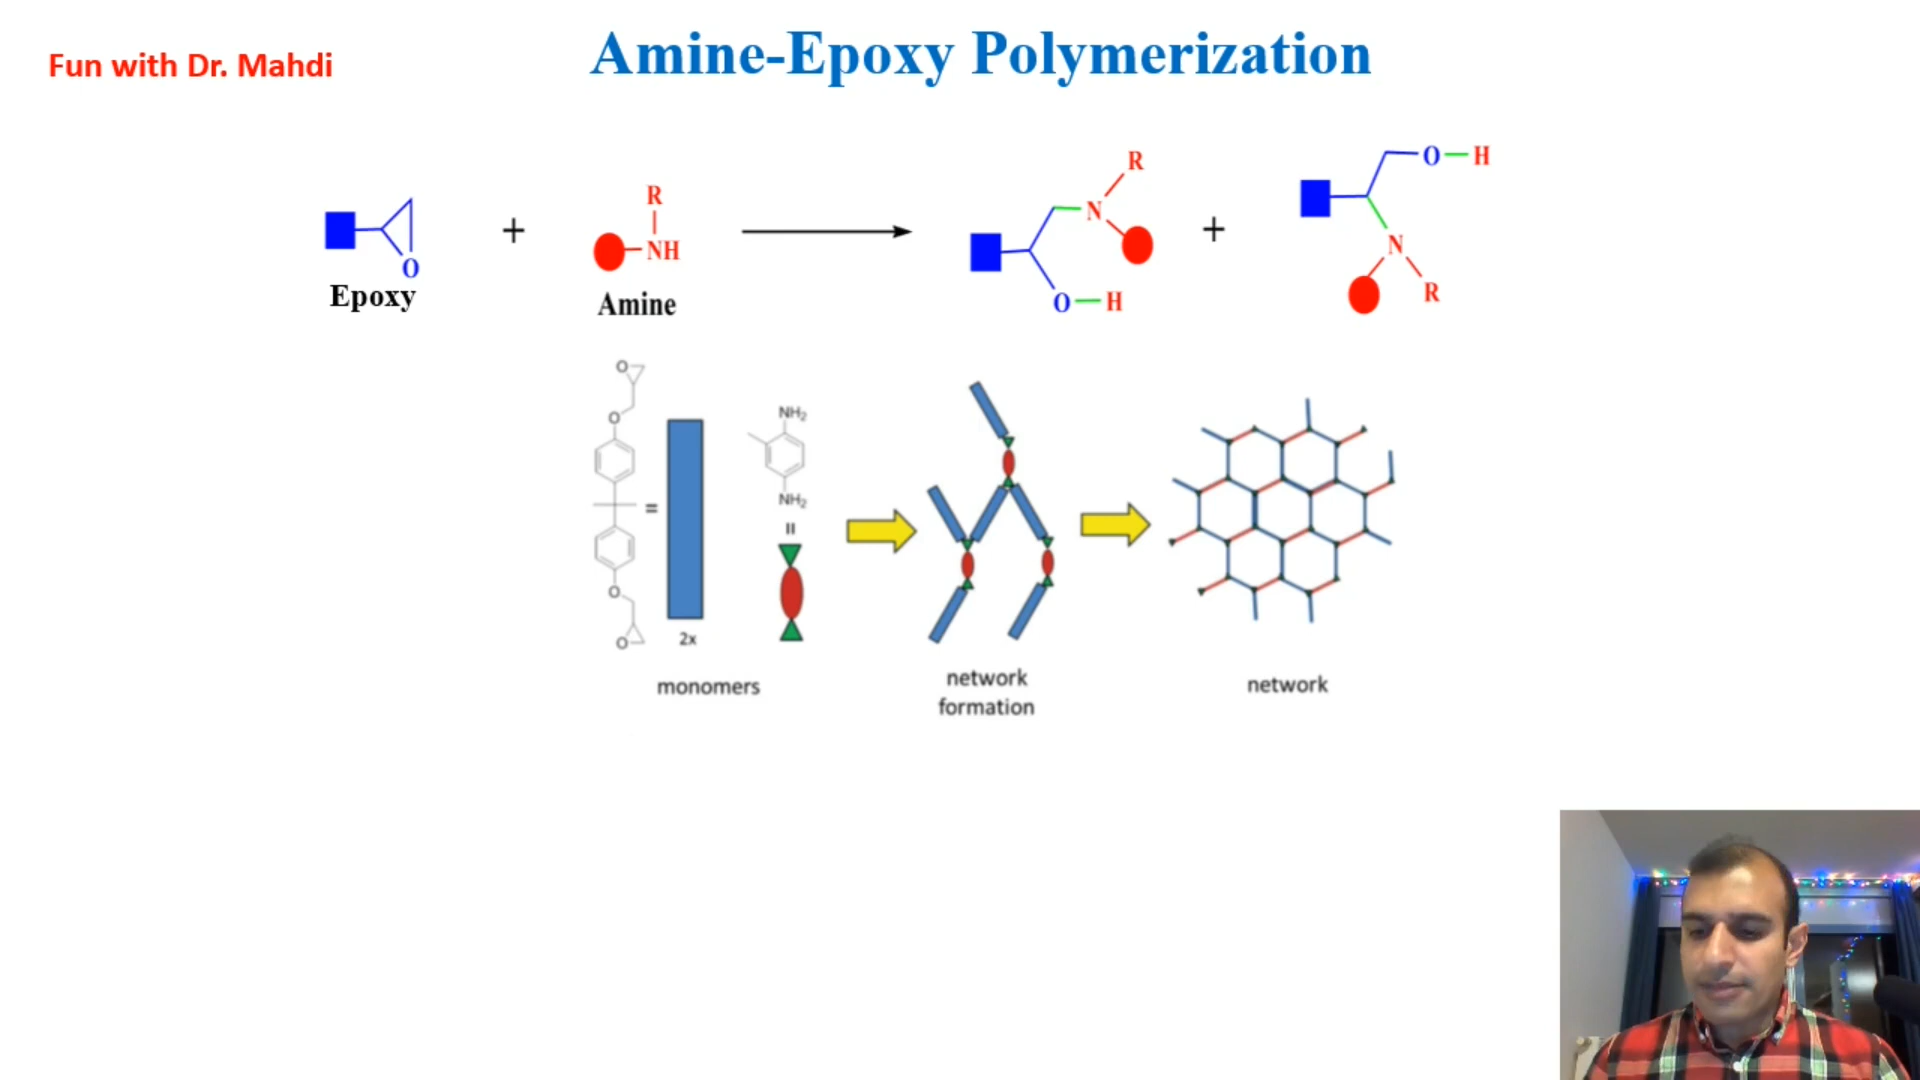 Fun with Dr. Mahdi
Amine-Epoxy Polymerization
O
Epoxy
+
R
NH
Amine
R
N
O H
+
O H
N
R
O
O
O
O
=
2x
NH2
NH2
=
monomers
network
formation
network